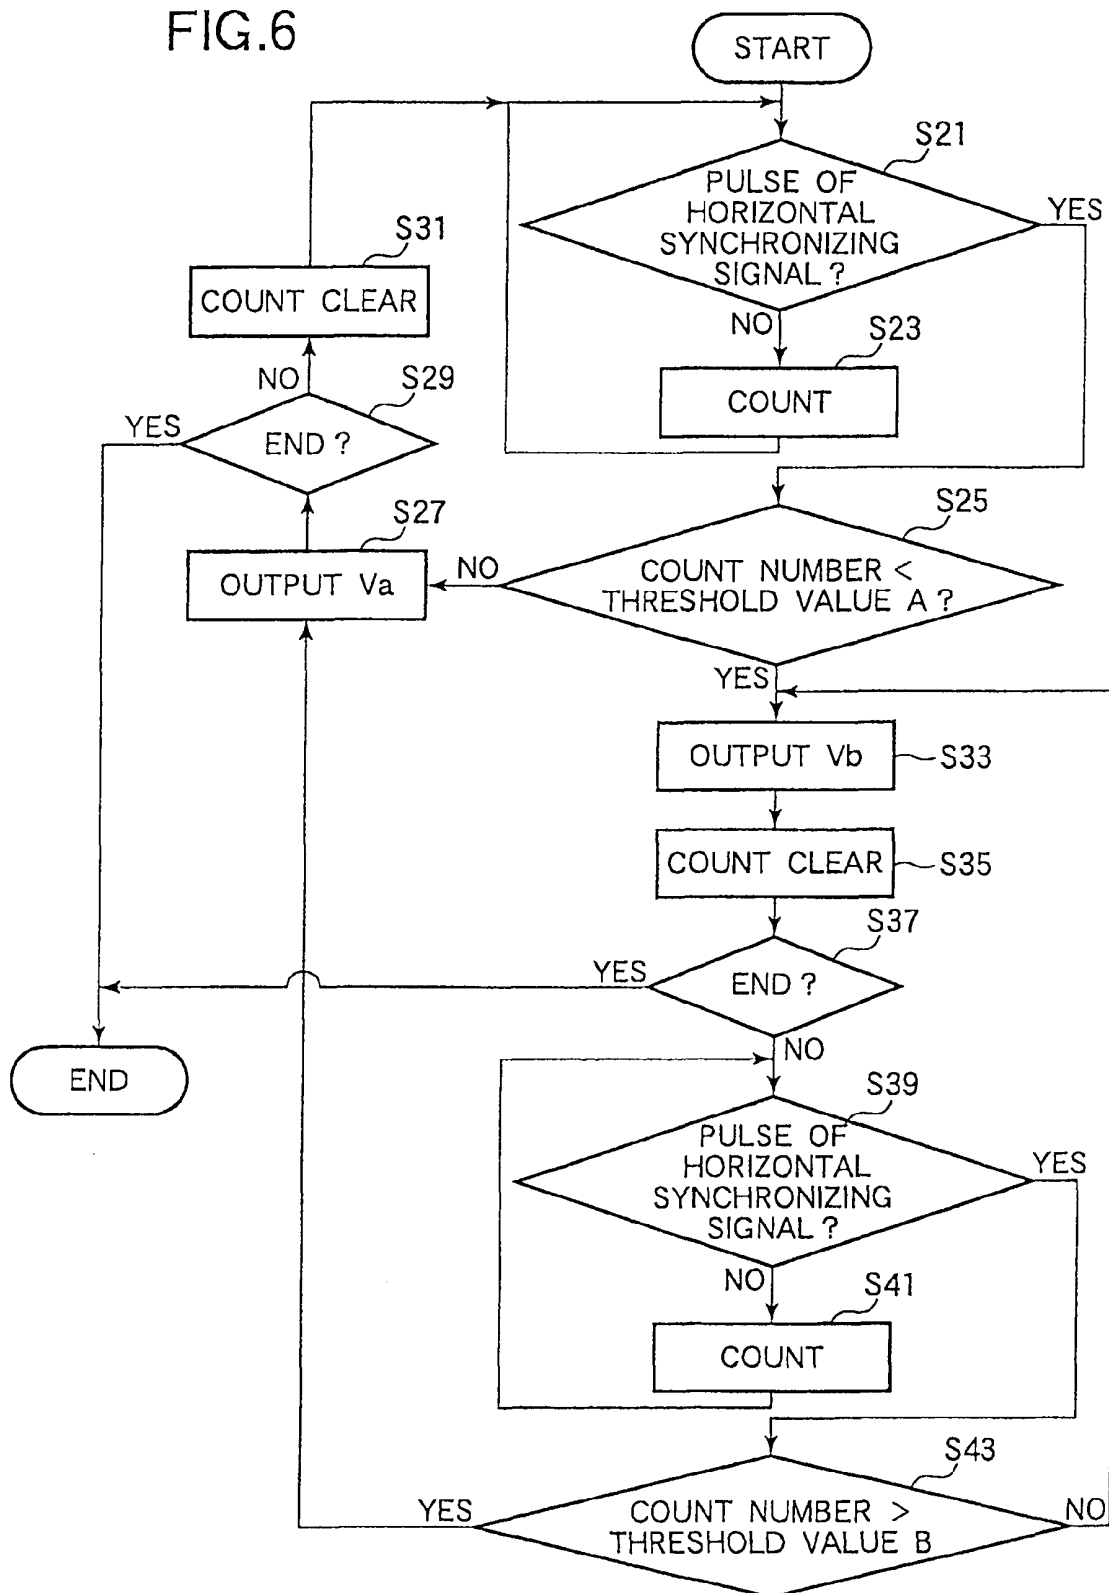 FIG.6
START
S21
PULSE OF
HORIZONTAL
SYNCHRONIZING
SIGNAL ?
YES
NO
S23
COUNT
S31
COUNT CLEAR
NO
S29
YES
END ?
S27
OUTPUT Va
NO
S25
COUNT NUMBER <
THRESHOLD VALUE A ?
YES
OUTPUT Vb
S33
COUNT CLEAR
S35
S37
YES
END ?
NO
END
S39
PULSE OF
HORIZONTAL
SYNCHRONIZING
SIGNAL ?
YES
NO
S41
COUNT
S43
YES
COUNT NUMBER >
THRESHOLD VALUE B
NO